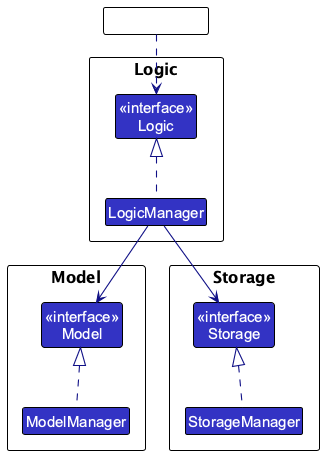 Logic
«interface»
Logic
LogicManager
Model
«interface»
Model
ModelManager
Storage
«interface»
Storage
StorageManager